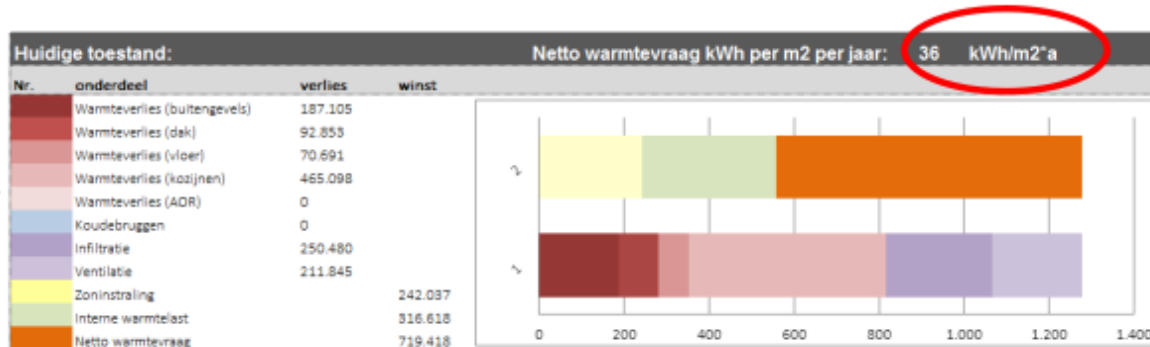 Huidige toestand: Netto warmtevraag kWh per m2 per jaar: 36 kWh/m2*a
Nr. onderdeel verlies winst
Warmteverlies (buitengevels) 187.105
Warmteverlies (dak) 92.853
Warmteverlies (vloer) 70.691
Warmteverlies (kozijnen) 465.098
Warmteverlies (AOR) 0
Koudebruggen 0
Infiltratie 250.480
Ventilatie 211.845
Zoninstraling 242.037
Interne warmtelast 316.618
Netto warmtevraag 719.418
2
1
0 200 400 600 800 1.000 1.200 1.400